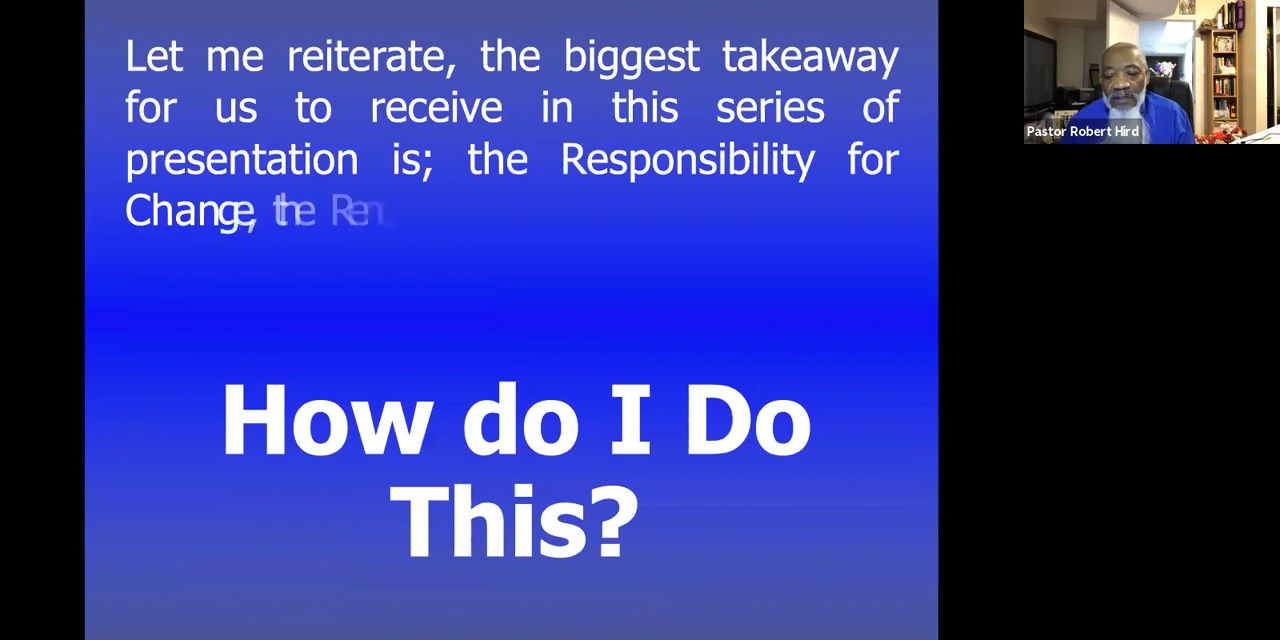 Let me reiterate, the biggest takeaway
for us to receive in this series of
presentation is; the Responsibility for
Change, the
How do I Do
This?
Pastor Robert Hird